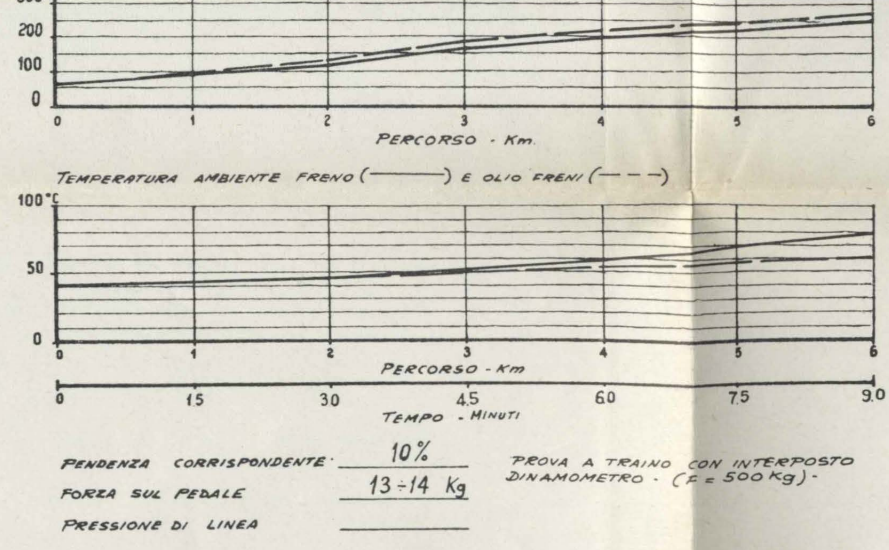 200
100
0
0 1 2 3 4 5 6
PERCORSO - Km.
TEMPERATURA AMBIENTE FRENO (———) E OLIO FRENI (– – –)
100°C
50
0
0 1 2 3 4 5 6
PERCORSO - Km
0 1.5 3.0 4.5 6.0 7.5 9.0
TEMPO - MINUTI
PENDENZA CORRISPONDENTE 10%
FORZA SUL PEDALE 13÷14 Kg
PRESSIONE DI LINEA
PROVA A TRAINO CON INTERPOSTO
DINAMOMETRO - (F = 500 Kg) -